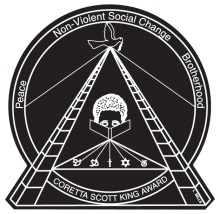 Peace
Non-Violent Social Change
Brotherhood
CORETTA SCOTT KING AWARD